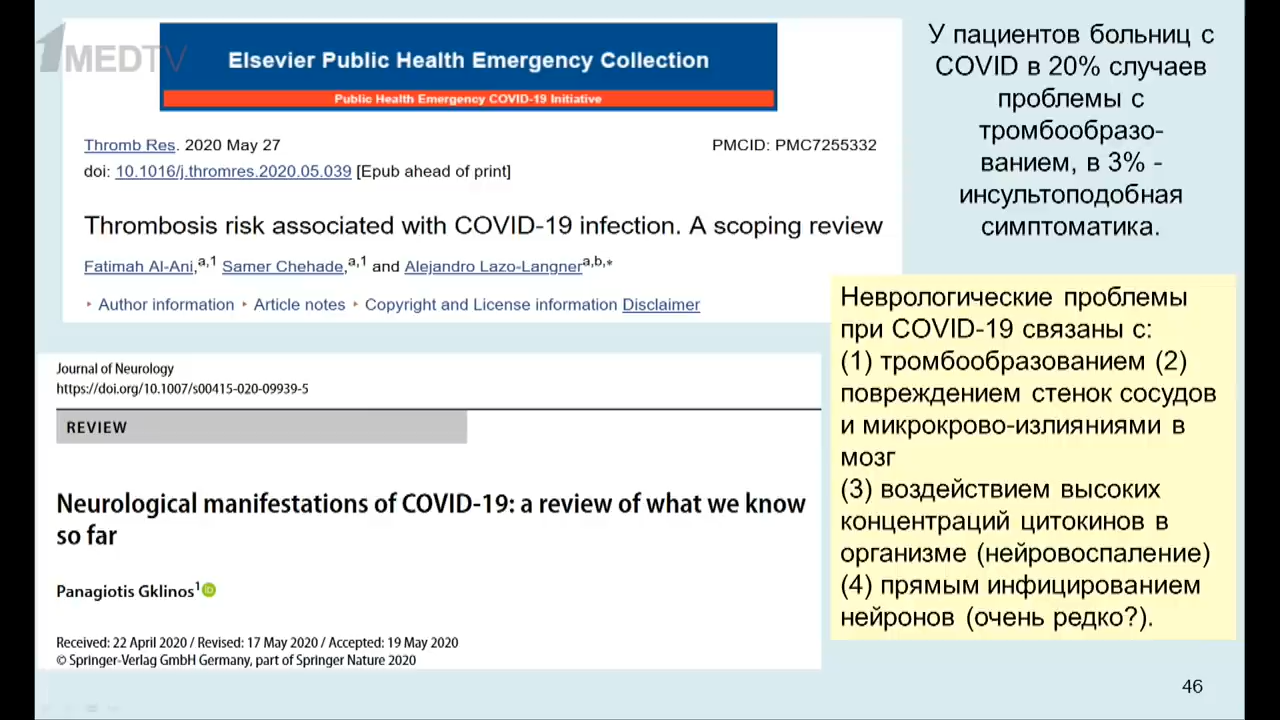 1MEDTV
Elsevier Public Health Emergency Collection
Public Health Emergency COVID-19 Initiative
Thromb Res. 2020 May 27
PMCID: PMC7255332
doi: 10.1016/j.thromres.2020.05.039 [Epub ahead of print]
Thrombosis risk associated with COVID-19 infection. A scoping review
Fatimah Al-Ani,a,1 Samer Chehade,a,1 and Alejandro Lazo-Langnera,b,*
‣ Author information ‣ Article notes ‣ Copyright and License information Disclaimer
У пациентов больниц с
COVID в 20% случаев
проблемы с
тромбообразо-
ванием, в 3% -
инсультоподобная
симптоматика.
Journal of Neurology
https://doi.org/10.1007/s00415-020-09939-5
REVIEW
Neurological manifestations of COVID-19: a review of what we know
so far
Panagiotis Gklinos1
Received: 22 April 2020 / Revised: 17 May 2020 / Accepted: 19 May 2020
© Springer-Verlag GmbH Germany, part of Springer Nature 2020
Неврологические проблемы
при COVID-19 связаны с:
(1) тромбообразованием (2)
повреждением стенок сосудов
и микрокрово-излияниями в
мозг
(3) воздействием высоких
концентраций цитокинов в
организме (нейровоспаление)
(4) прямым инфицированием
нейронов (очень редко?).
46